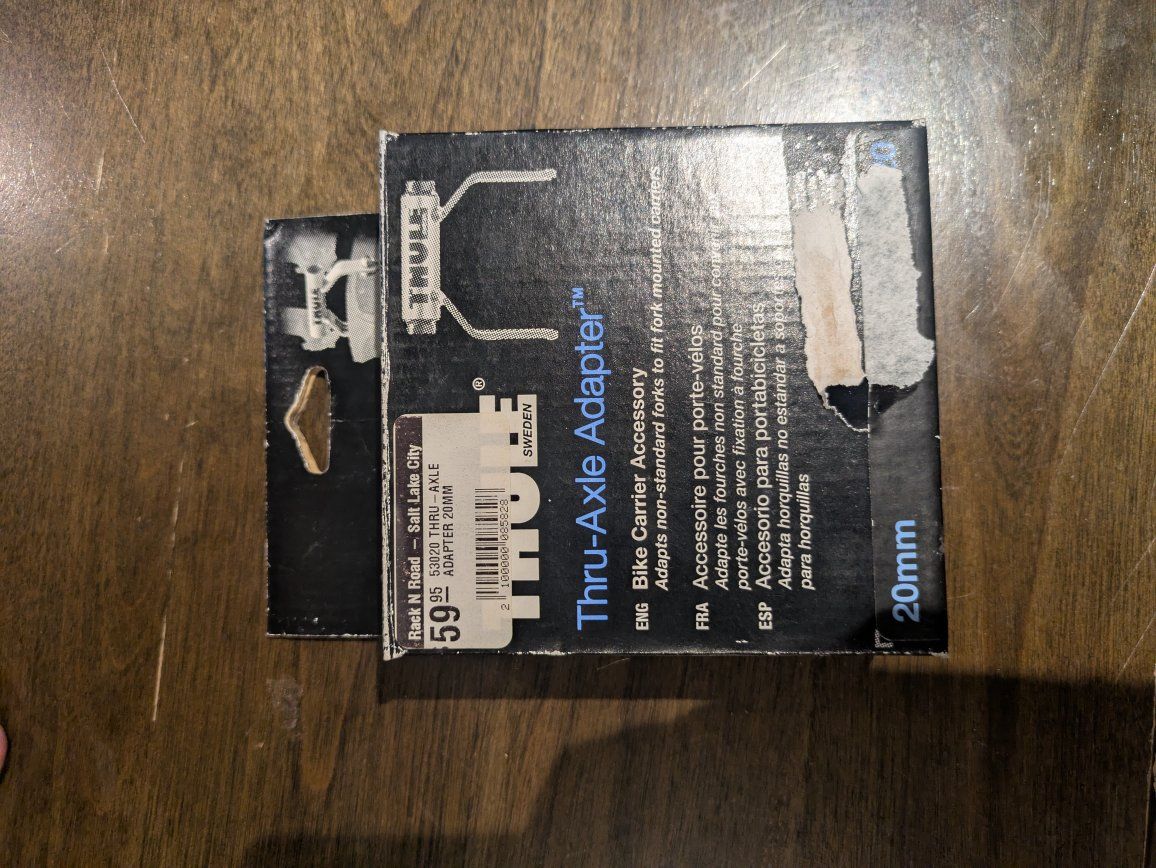 THULE
THULE
Rack N Road – Salt Lake City
$59 95 53020 THRU-AXLE
ADAPTER 20MM
2 100000 085828
THULE®
SWEDEN
Thru-Axle Adapter™
ENG Bike Carrier Accessory
Adapts non-standard forks to fit fork mounted carriers
FRA Accessoire pour porte-vélos
Adapte les fourches non standard pour
porte-vélos avec fixation à fourche
ESP Accesorio para portabicicletas
Adapta horquillas no estándar a
para horquillas
20mm